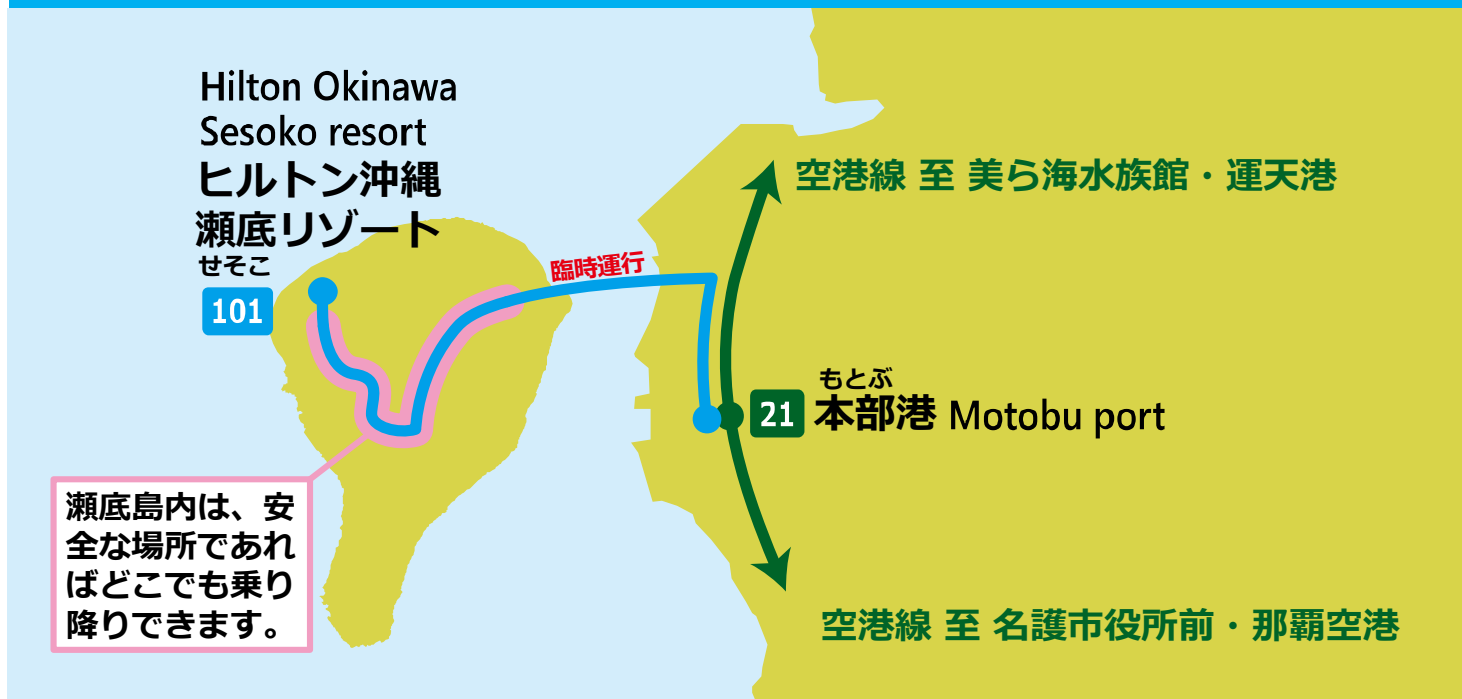 Hilton Okinawa
Sesoko resort
ヒルトン沖縄
瀬底リゾート
せそこ
101
臨時運行
空港線 至 美ら海水族館・運天港
もとぶ
21 本部港 Motobu port
瀬底島内は、安
全な場所であれ
ばどこでも乗り
降りできます。
空港線 至 名護市役所前・那覇空港